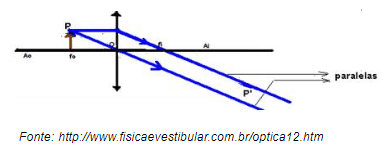 P
O
fi
Ao
fo
Ai
P'
paralelas
Fonte: http://www.fisicaevestibular.com.br/optica12.htm